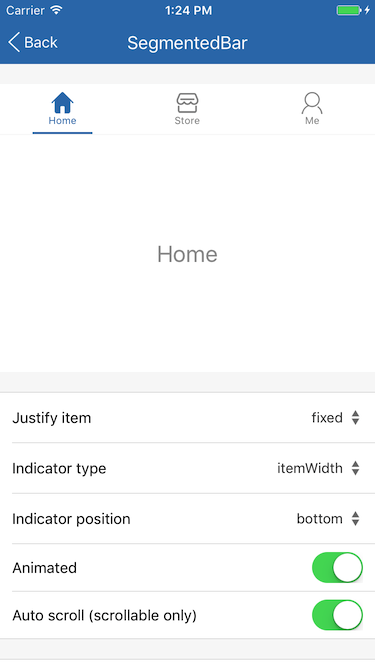 Carrier 1:24 PM
Back SegmentedBar
Home Store Me
Home
Justify item fixed
Indicator type itemWidth
Indicator position bottom
Animated
Auto scroll (scrollable only)